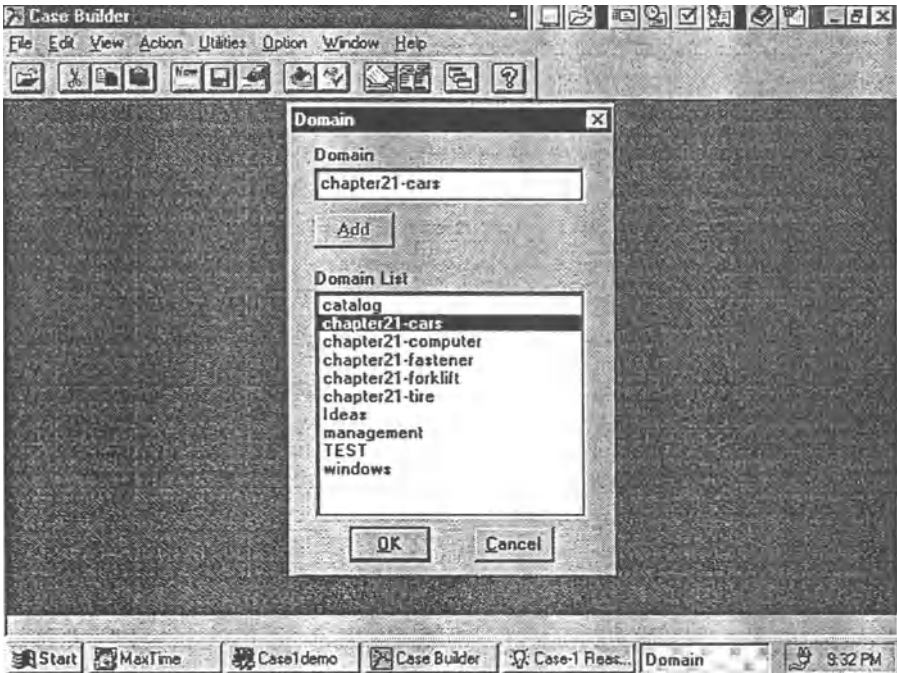 Case Builder
File Edit View Action Utilities Option Window Help
New
Domain
Domain
chapter21-cars
Add
Domain List
catalog
chapter21-cars
chapter21-computer
chapter21-fastener
chapter21-forklift
chapter21-tire
Ideas
management
TEST
windows
OK Cancel
Start MaxTime Case1demo Case Builder Case-1 Reas... Domain 9:32 PM